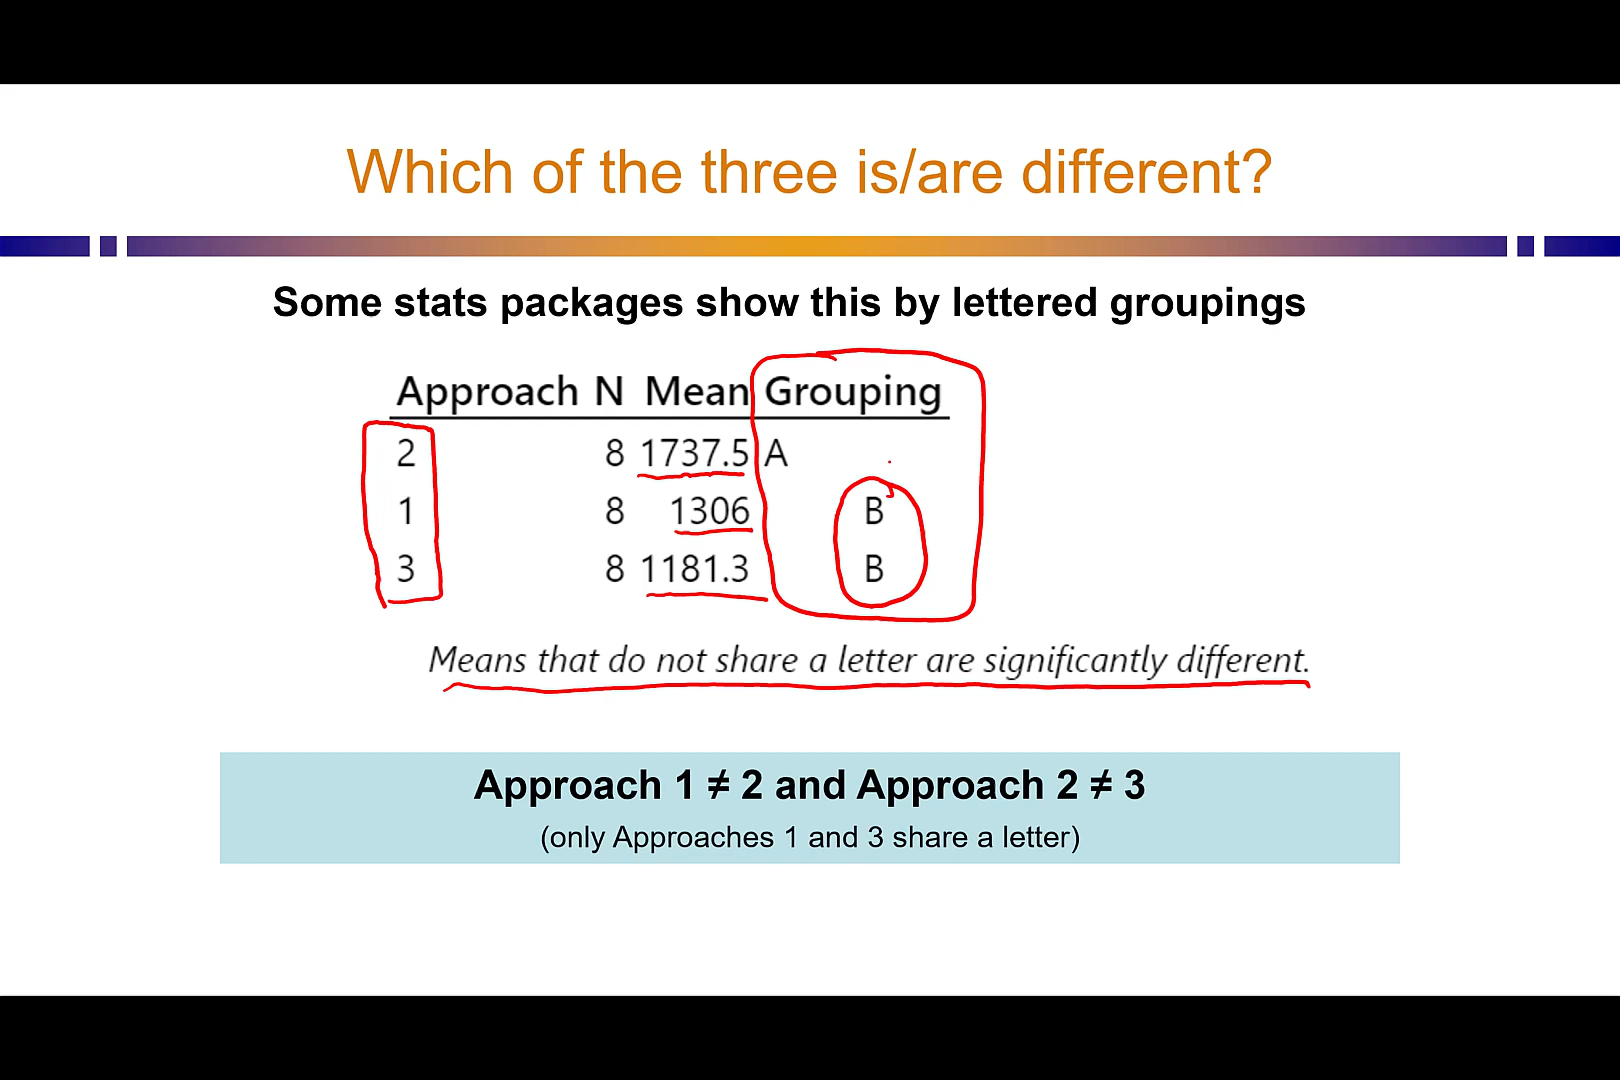 Which of the three is/are different?
Some stats packages show this by lettered groupings
Approach N Mean Grouping
2 8 1737.5 A
1 8 1306 B
3 8 1181.3 B
Means that do not share a letter are significantly different.
Approach 1 ≠ 2 and Approach 2 ≠ 3
(only Approaches 1 and 3 share a letter)